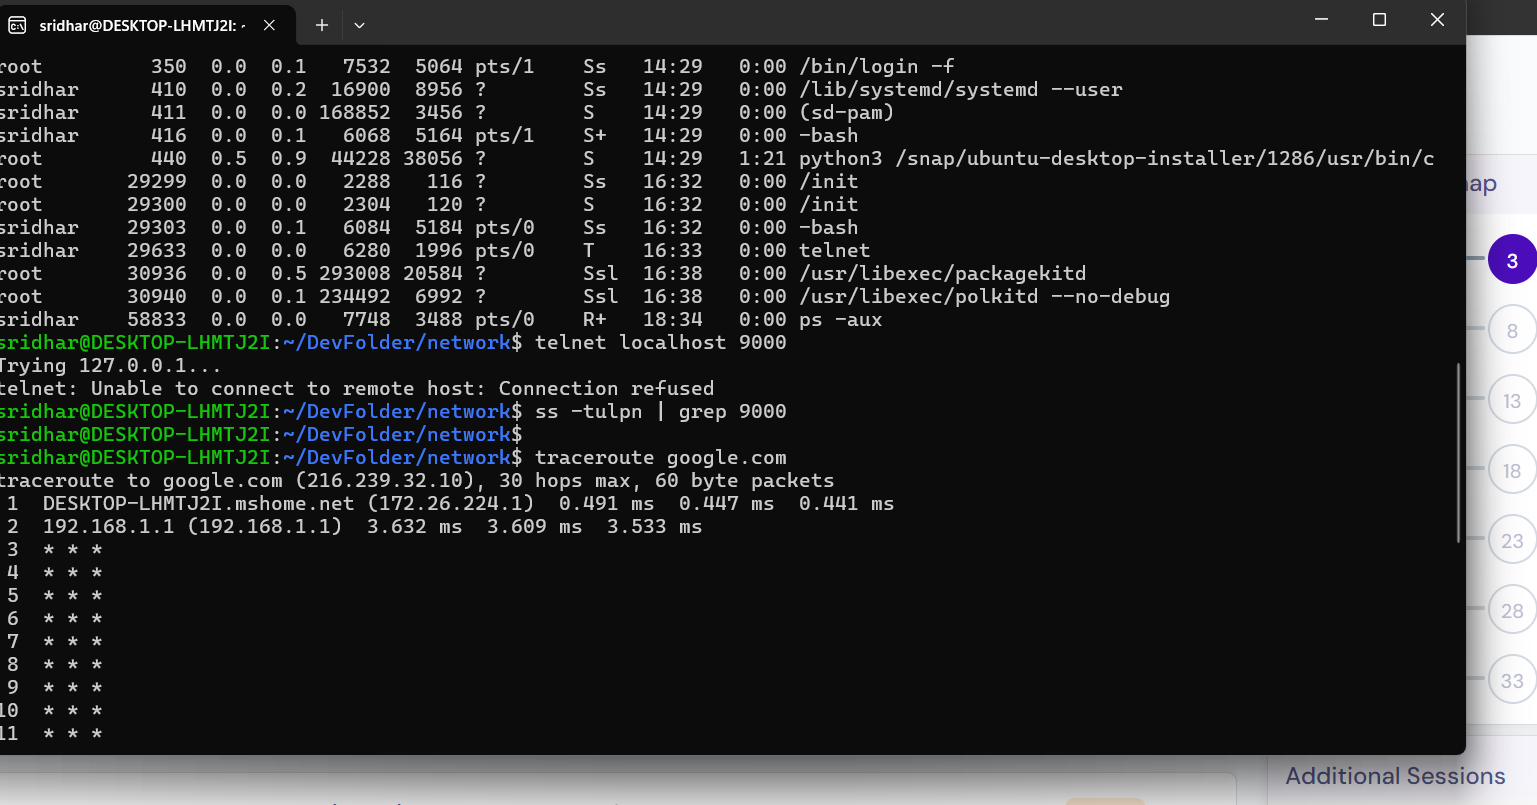 sridhar@DESKTOP-LHMTJ2I: ~
root 350 0.0 0.1 7532 5064 pts/1 Ss 14:29 0:00 /bin/login -f
sridhar 410 0.0 0.2 16900 8956 ? Ss 14:29 0:00 /lib/systemd/systemd --user
sridhar 411 0.0 0.0 168852 3456 ? S 14:29 0:00 (sd-pam)
sridhar 416 0.0 0.1 6068 5164 pts/1 S+ 14:29 0:00 -bash
root 440 0.5 0.9 44228 38056 ? S 14:29 1:21 python3 /snap/ubuntu-desktop-installer/1286/usr/bin/c
root 29299 0.0 0.0 2288 116 ? Ss 16:32 0:00 /init
root 29300 0.0 0.0 2304 120 ? S 16:32 0:00 /init
sridhar 29303 0.0 0.1 6084 5184 pts/0 Ss 16:32 0:00 -bash
sridhar 29633 0.0 0.0 6280 1996 pts/0 T 16:33 0:00 telnet
root 30936 0.0 0.5 293008 20584 ? Ssl 16:38 0:00 /usr/libexec/packagekitd
root 30940 0.0 0.1 234492 6992 ? Ssl 16:38 0:00 /usr/libexec/polkitd --no-debug
sridhar 58833 0.0 0.0 7748 3488 pts/0 R+ 18:34 0:00 ps -aux
sridhar@DESKTOP-LHMTJ2I:~/DevFolder/network$ telnet localhost 9000
Trying 127.0.0.1...
telnet: Unable to connect to remote host: Connection refused
sridhar@DESKTOP-LHMTJ2I:~/DevFolder/network$ ss -tulpn | grep 9000
sridhar@DESKTOP-LHMTJ2I:~/DevFolder/network$
sridhar@DESKTOP-LHMTJ2I:~/DevFolder/network$ traceroute google.com
traceroute to google.com (216.239.32.10), 30 hops max, 60 byte packets
1 DESKTOP-LHMTJ2I.mshome.net (172.26.224.1) 0.491 ms 0.447 ms 0.441 ms
2 192.168.1.1 (192.168.1.1) 3.632 ms 3.609 ms 3.533 ms
3 * * *
4 * * *
5 * * *
6 * * *
7 * * *
8 * * *
9 * * *
10 * * *
11 * * *
3
8
13
18
23
28
33
Additional Sessions